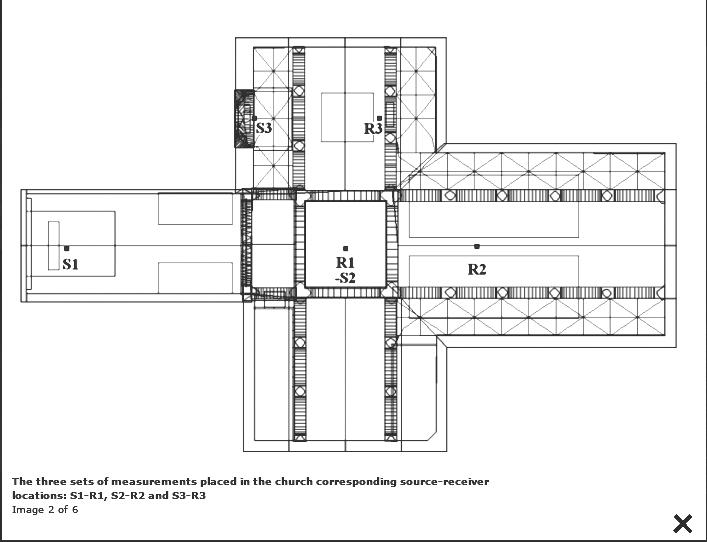 S3
R3
S1
R1
-S2
R2
The three sets of measurements placed in the church corresponding source-receiver
locations: S1-R1, S2-R2 and S3-R3
Image 2 of 6